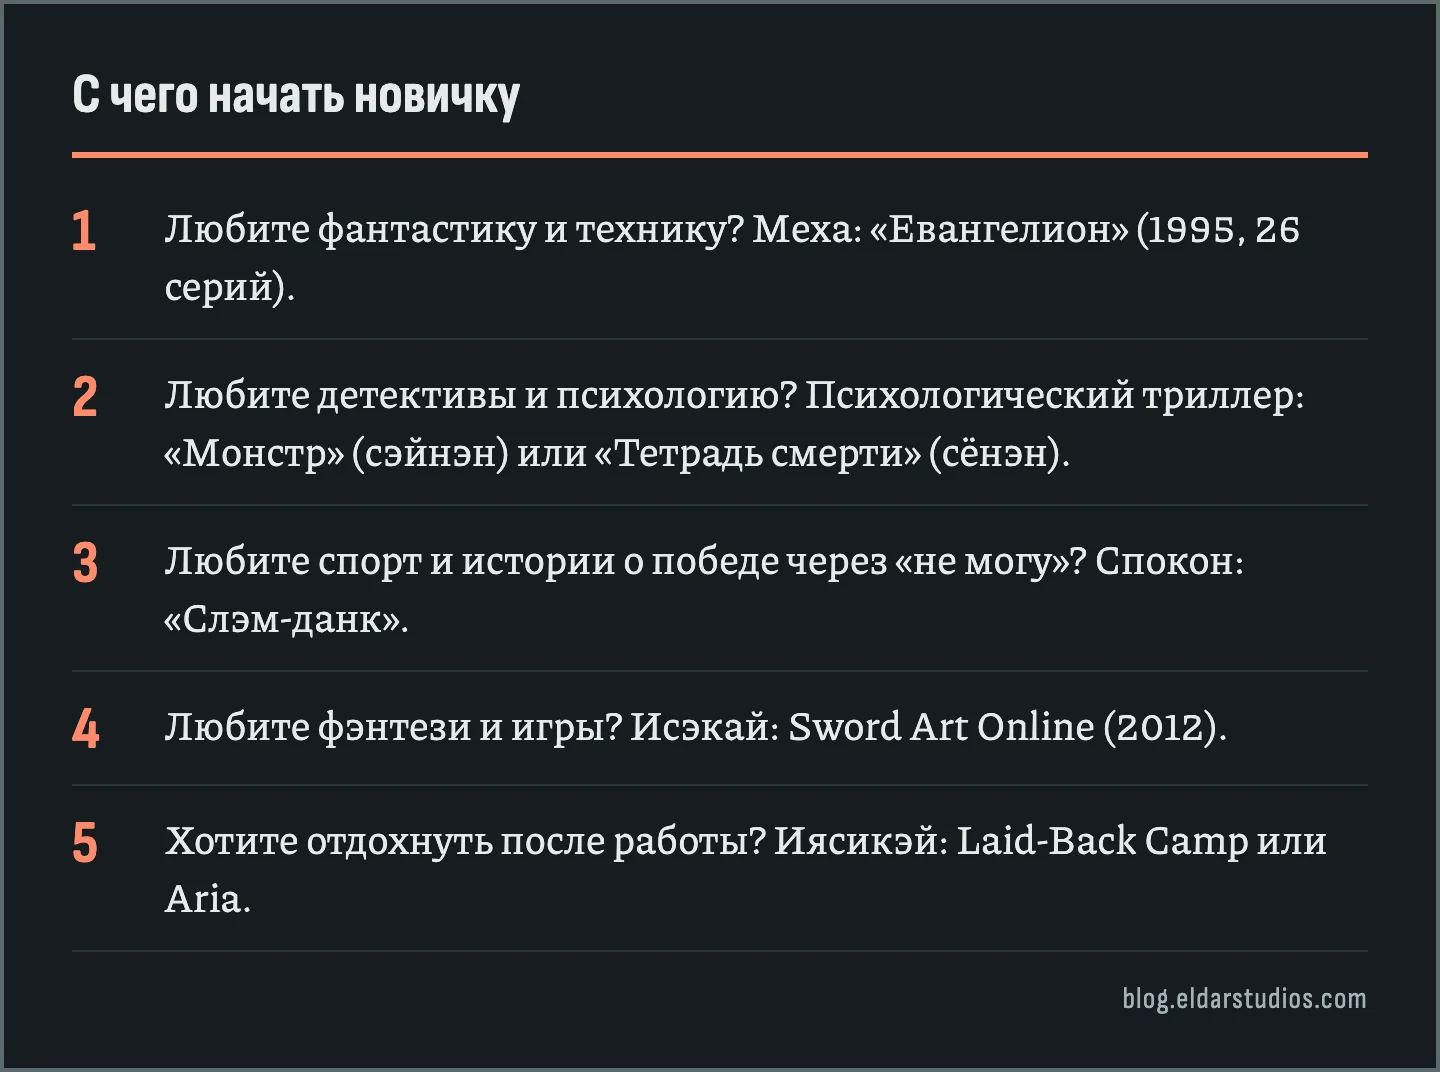 С чего начать новичку
1
Любите фантастику и технику? Меха: «Евангелион» (1995, 26
серий).
2
Любите детективы и психологию? Психологический триллер:
«Монстр» (сэйнэн) или «Тетрадь смерти» (сёнэн).
3
Любите спорт и истории о победе через «не могу»? Спокон:
«Слэм-данк».
4
Любите фэнтези и игры? Исэкай: Sword Art Online (2012).
5
Хотите отдохнуть после работы? Иясикэй: Laid-Back Camp или
Aria.
blog.eldarstudios.com